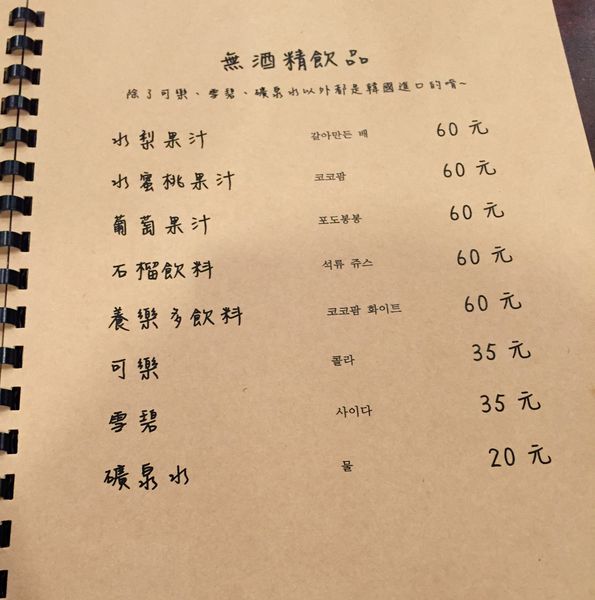 無酒精飲品
除了可樂、雪碧、礦泉水以外都是韓國進口的唷~
水梨果汁 갈아만든 배 60 元
水蜜桃果汁 코코팜 60 元
葡萄果汁 포도봉봉 60 元
石榴飲料 석류 쥬스 60 元
養樂多飲料 코코팜 화이트 60 元
可樂 콜라 35 元
雪碧 사이다 35 元
礦泉水 물 20 元